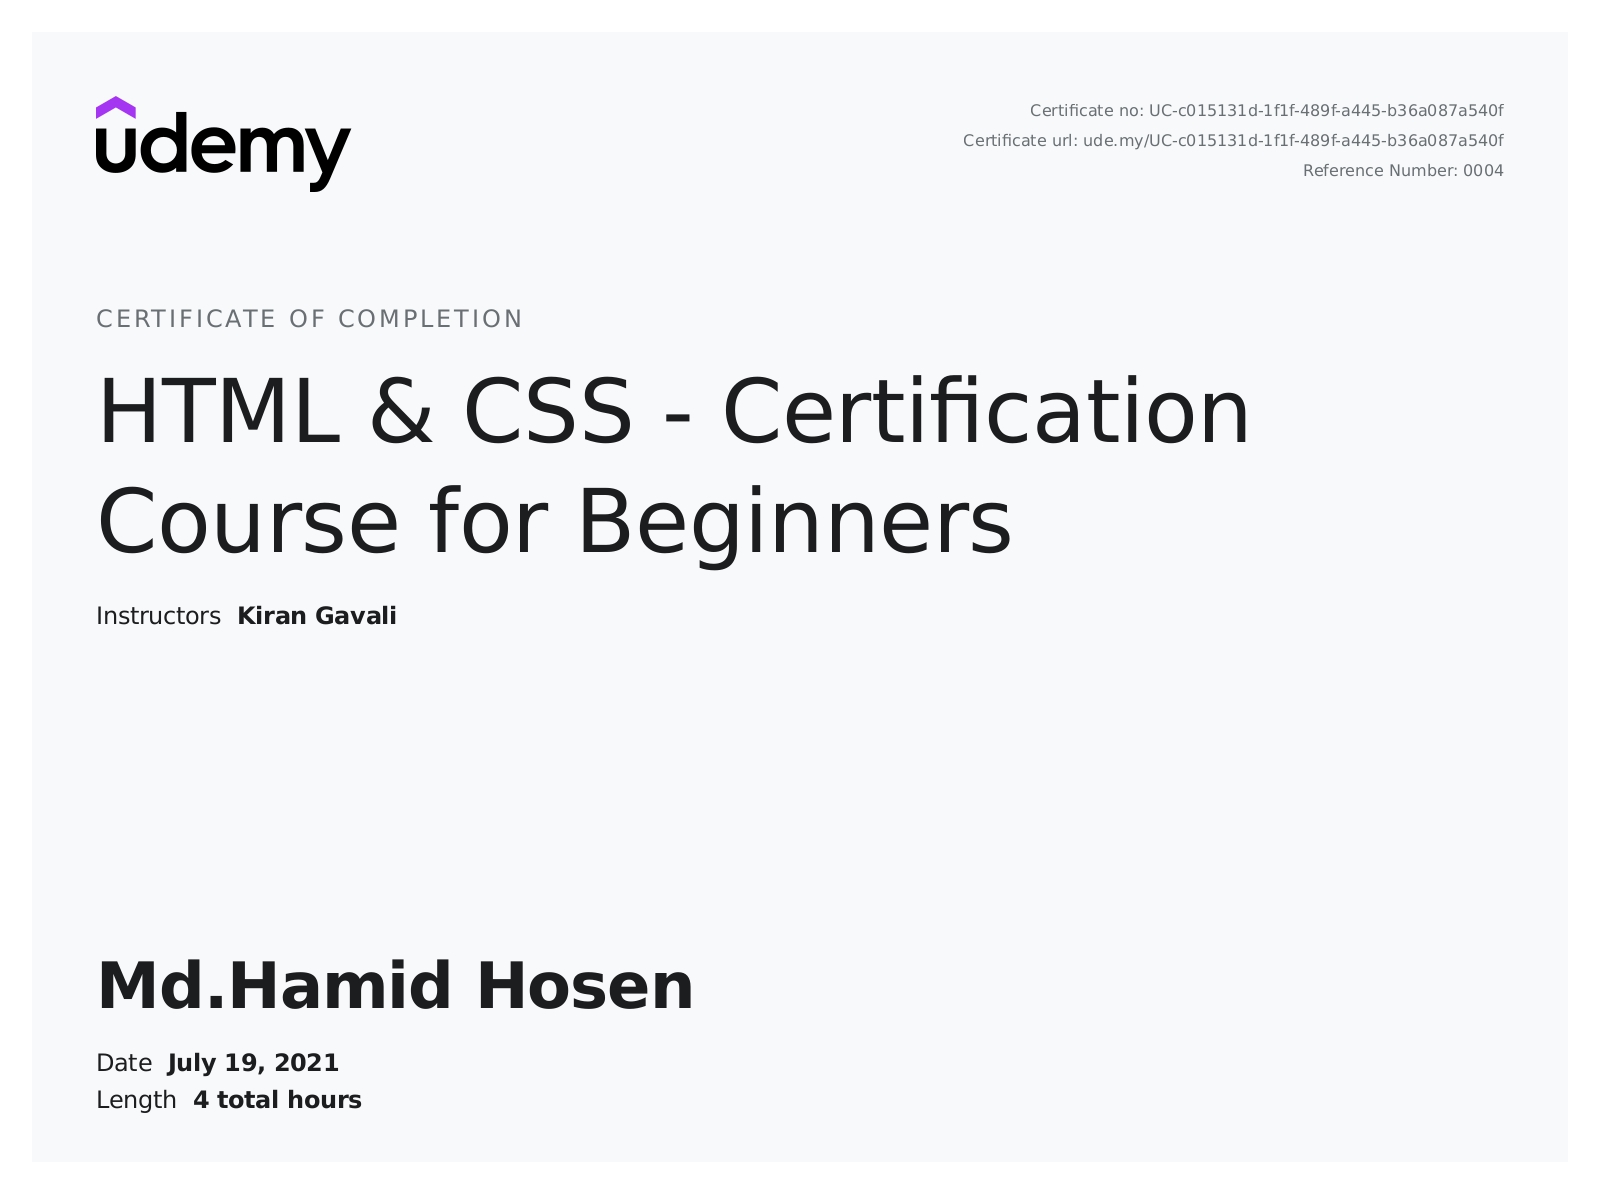 udemy
Certificate no: UC-c015131d-1f1f-489f-a445-b36a087a540f
Certificate url: ude.my/UC-c015131d-1f1f-489f-a445-b36a087a540f
Reference Number: 0004
CERTIFICATE OF COMPLETION
HTML & CSS - Certification
Course for Beginners
Instructors Kiran Gavali
Md.Hamid Hosen
Date July 19, 2021
Length 4 total hours